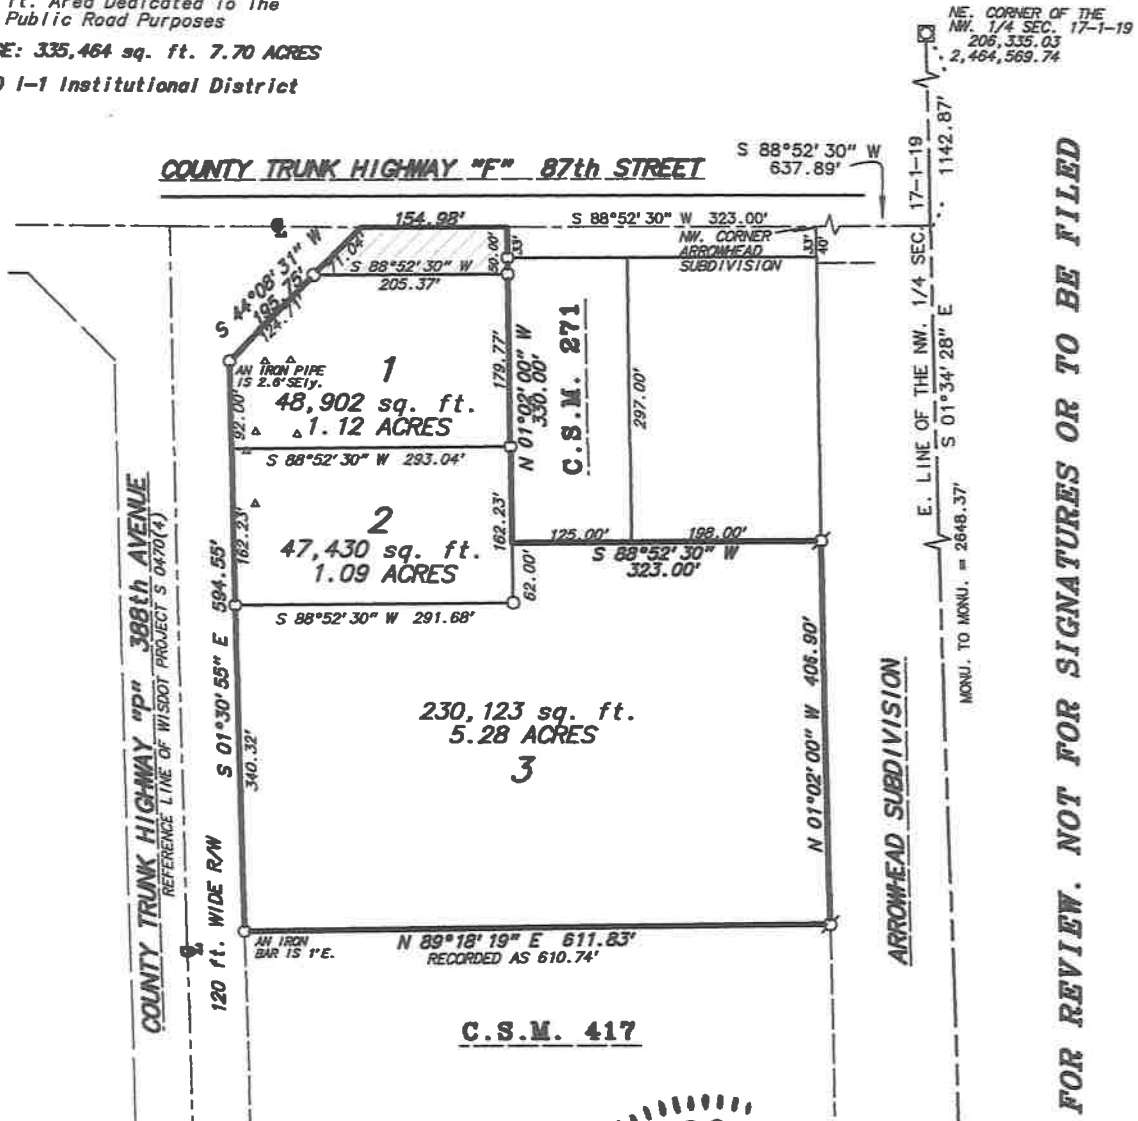 ft. Area Dedicated To The
Public Road Purposes
GE: 335,464 sq. ft. 7.70 ACRES
I-1 Institutional District
NE. CORNER OF THE
NW. 1/4 SEC. 17-1-19
206,335.03
2,464,569.74
COUNTY TRUNK HIGHWAY "F" 87th STREET
S 88°52'30" W
637.89'
1142.87'
154.98'
S 88°52'30" W 323.00'
NW. CORNER
ARROWHEAD
SUBDIVISION
33'
40'
50.00'
33'
S 88°52'30" W
205.37'
S 44°08'31" W
195.75'
71.04'
124.71'
AN IRON PIPE
IS 2.6' SEly.
1
48,902 sq. ft.
1.12 ACRES
92.00'
179.77'
N 01°02'00" W
330.00'
C.S.M. 271
297.00'
S 88°52'30" W 293.04'
2
47,430 sq. ft.
1.09 ACRES
162.23'
162.23'
62.00'
125.00'
198.00'
S 88°52'30" W
323.00'
S 88°52'30" W 291.68'
230,123 sq. ft.
5.28 ACRES
3
S 01°30'55" E 594.55'
340.32'
N 01°02'00" W 406.90'
COUNTY TRUNK HIGHWAY "P" 388th AVENUE
REFERENCE LINE OF WISDOT PROJECT S 0470(4)
120 ft. WIDE R/W
AN IRON
BAR IS 1'E.
N 89°18'19" E 611.83'
RECORDED AS 610.74'
C.S.M. 417
ARROWHEAD SUBDIVISION
E. LINE OF THE NW. 1/4 SEC. 17-1-19
S 01°34'28" E
MONU. TO MONU. = 2648.37'
FOR REVIEW. NOT FOR SIGNATURES OR TO BE FILED